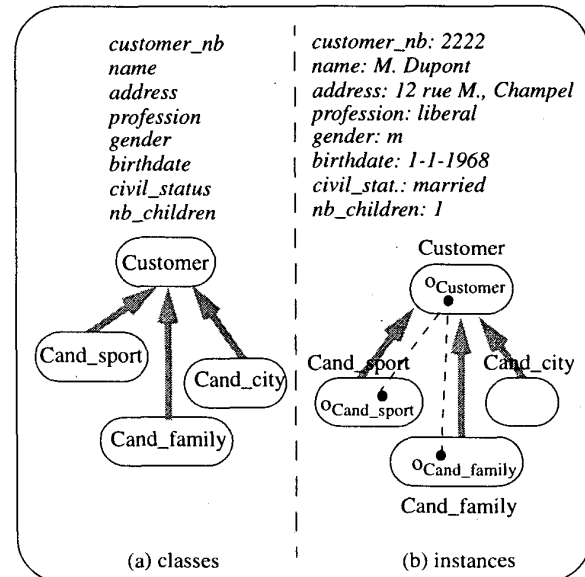 customer_nb
name
address
profession
gender
birthdate
civil_status
nb_children
Customer
Cand_sport
Cand_city
Cand_family
(a) classes
customer_nb: 2222
name: M. Dupont
address: 12 rue M., Champel
profession: liberal
gender: m
birthdate: 1-1-1968
civil_stat.: married
nb_children: 1
Customer
oCustomer
Cand_sport
Cand_city
oCand_sport
oCand_family
Cand_family
(b) instances